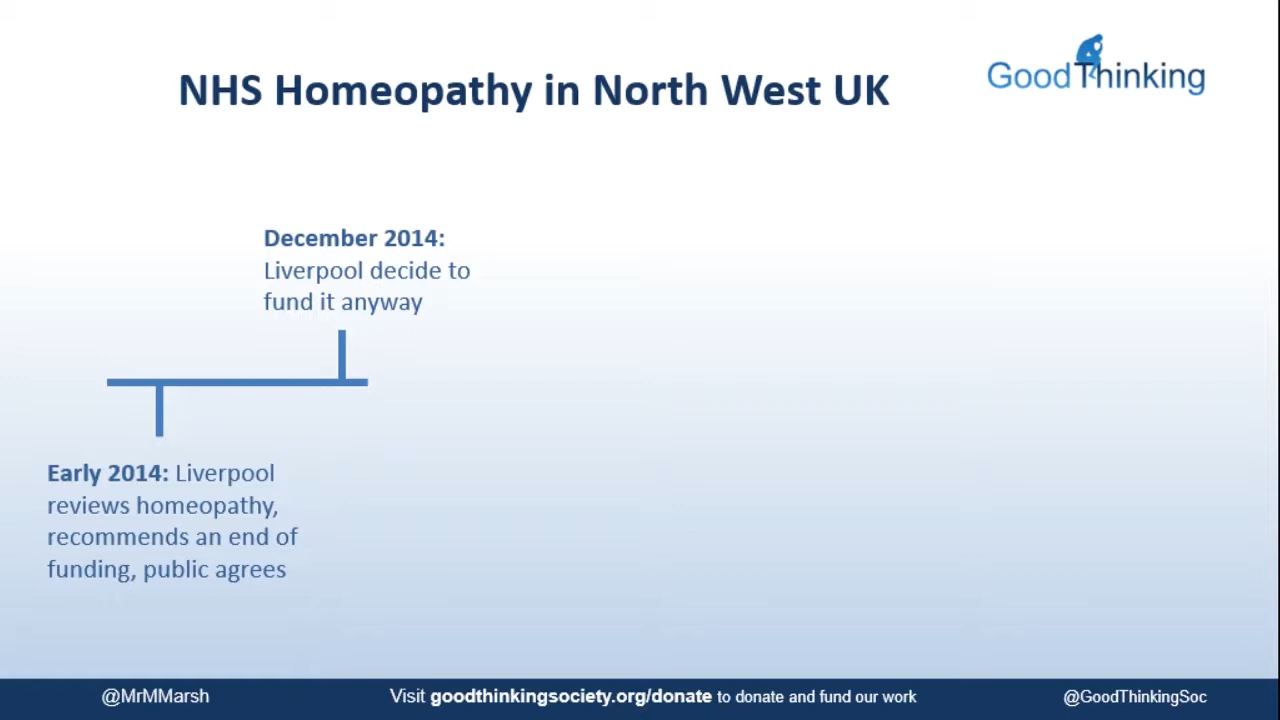 NHS Homeopathy in North West UK
GoodThinking
December 2014:
Liverpool decide to
fund it anyway
Early 2014: Liverpool
reviews homeopathy,
recommends an end of
funding, public agrees
@MrMMarsh
Visit goodthinkingsociety.org/donate to donate and fund our work
@GoodThinkingSoc